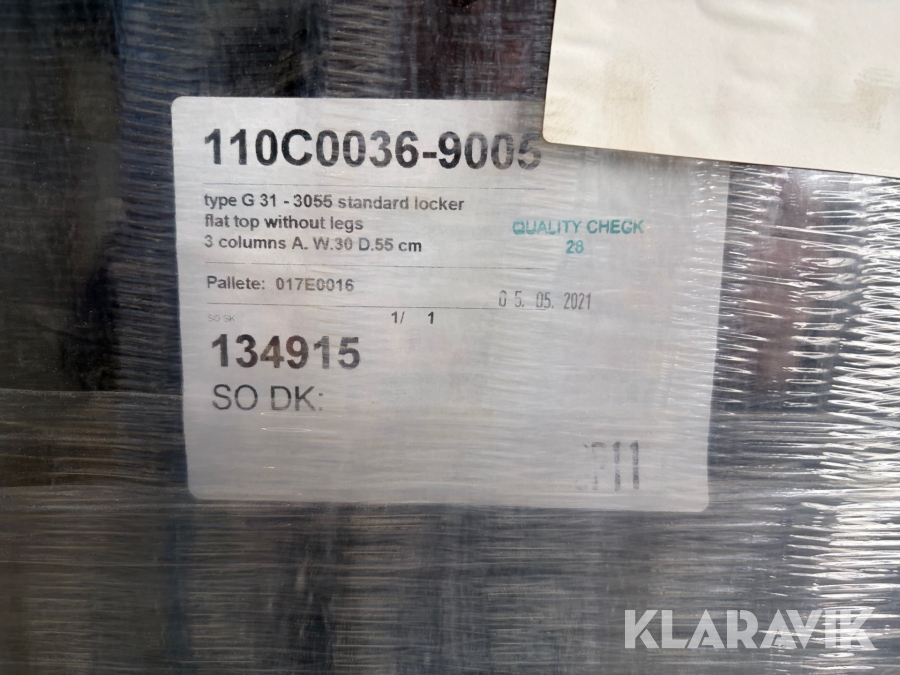 110C0036-9005
type G 31 - 3055 standard locker
flat top without legs
3 columns A. W.30 D.55 cm
QUALITY CHECK
28
Pallete: 017E0016
05. 05. 2021
SO SK
1/ 1
134915
SO DK:
KLARAVIK